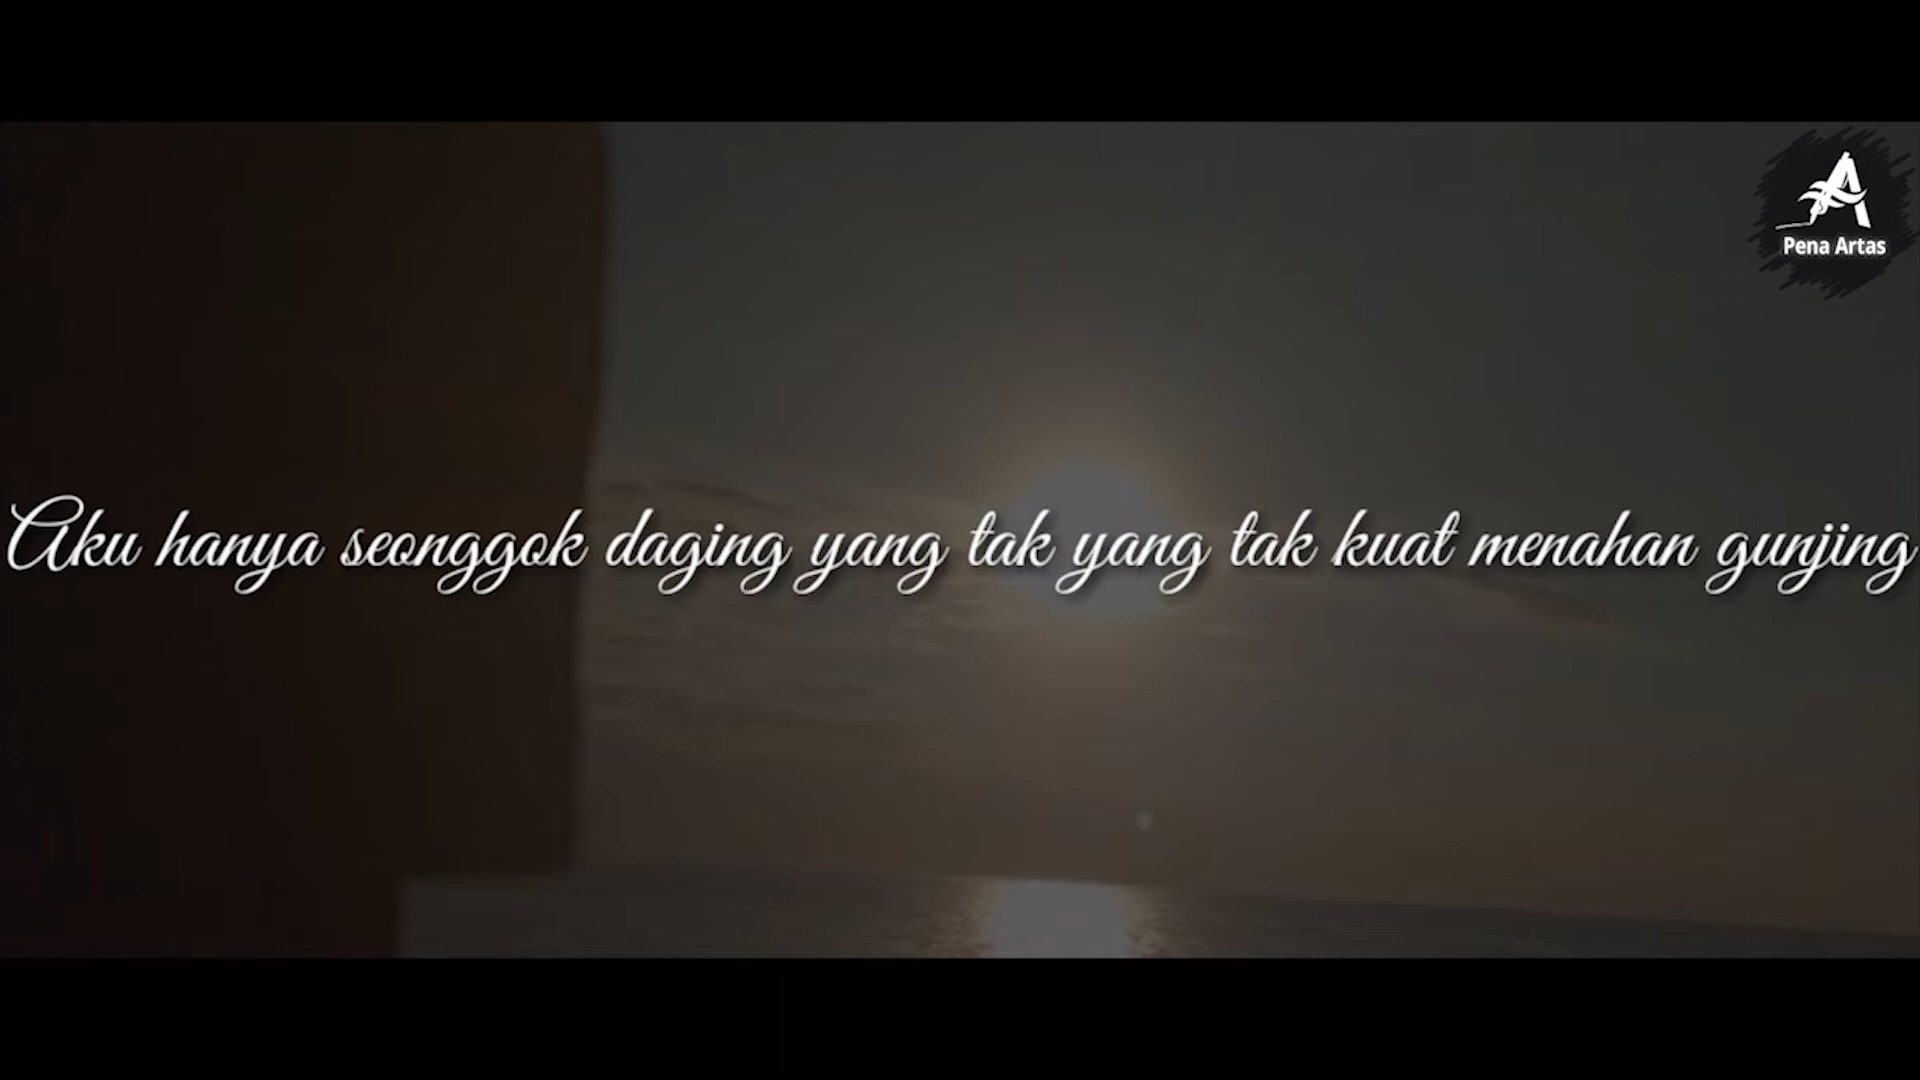 Pena Artas
Aku hanya seonggok daging yang tak yang tak kuat menahan gunjing